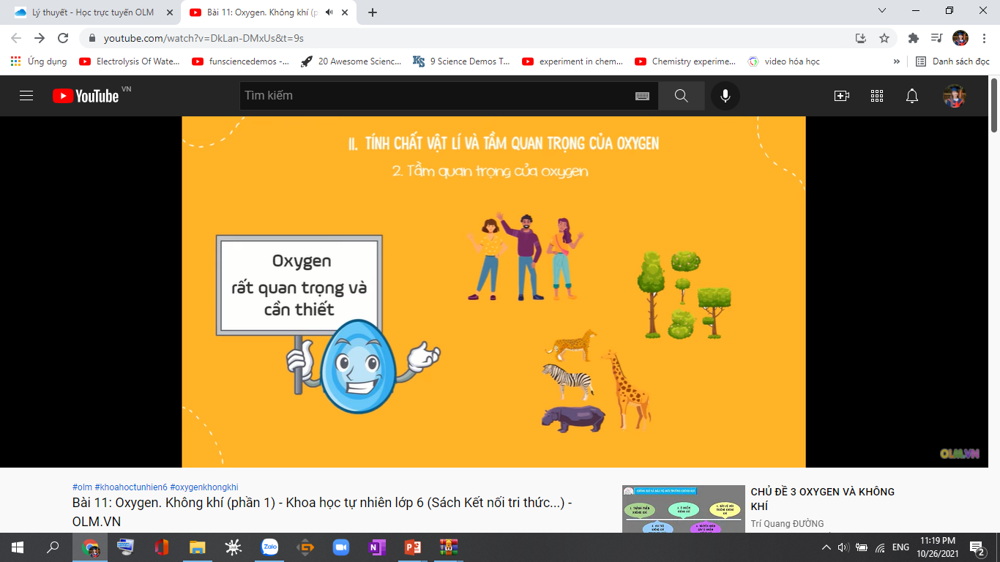 Lý thuyết - Học trực tuyến OLM
Bài 11: Oxygen. Không khí (p
youtube.com/watch?v=DkLan-DMxUs&t=9s
Ứng dụng
Electrolysis Of Wate...
funsciencedemos -...
20 Awesome Scienc...
KS
9 Science Demos T...
experiment in chem...
Chemistry experime...
video hóa học
»
Danh sách đọc
YouTube VN
Tìm kiếm
II. TÍNH CHẤT VẬT LÍ VÀ TẦM QUAN TRỌNG CỦA OXYGEN
2. Tầm quan trọng của oxygen
Oxygen
rất quan trọng và
cần thiết
OLM.VN
#olm #khoahoctunhien6 #oxygenkhongkhi
Bài 11: Oxygen. Không khí (phần 1) - Khoa học tự nhiên lớp 6 (Sách Kết nối tri thức...) -
OLM.VN
CHỦ ĐỀ 3 OXYGEN VÀ KHÔNG
KHÍ
Trí Quang ĐƯỜNG
Zalo
ENG
11:19 PM
10/26/2021
2